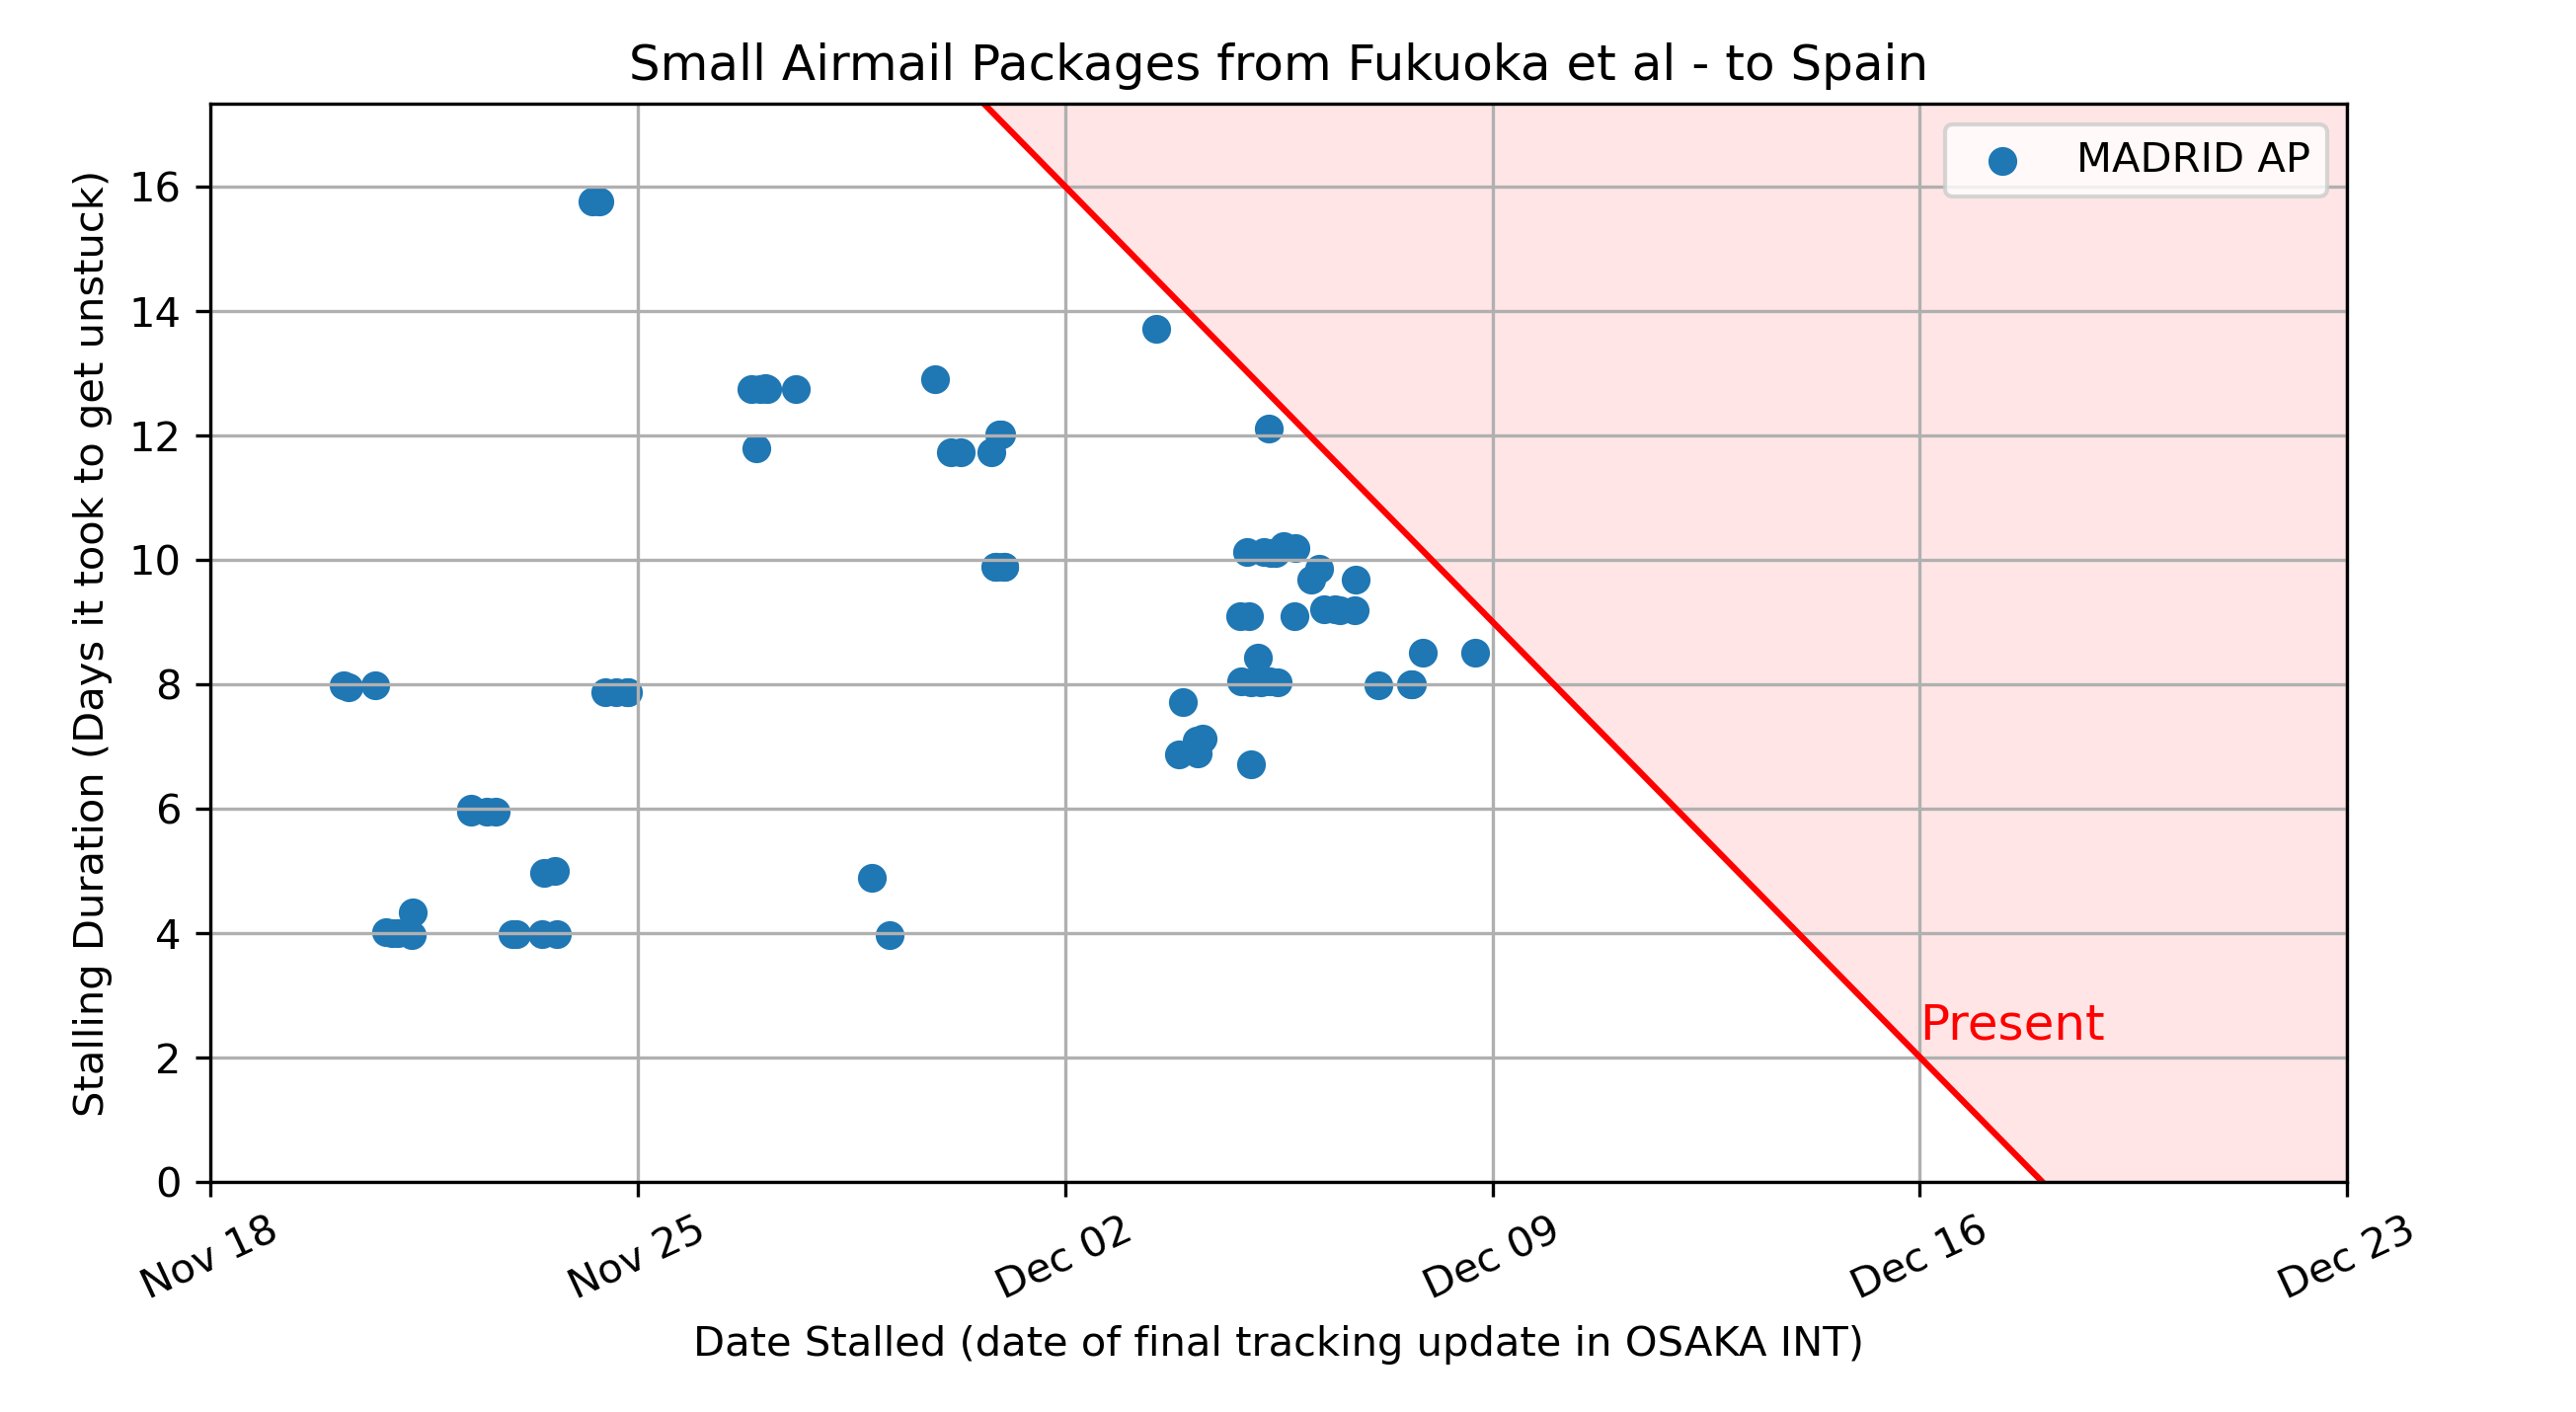 Small Airmail Packages from Fukuoka et al - to Spain
MADRID AP
Stalling Duration (Days it took to get unstuck)
16
14
12
10
8
6
4
2
0
Present
Nov 18
Nov 25
Dec 02
Dec 09
Dec 16
Dec 23
Date Stalled (date of final tracking update in OSAKA INT)